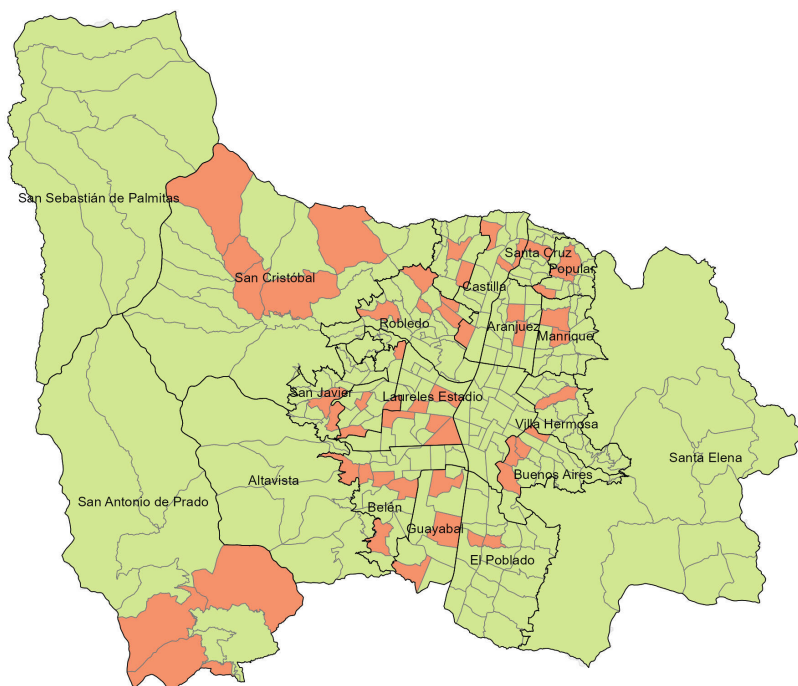 San Sebastián de Palmitas
San Cristóbal
Santa Cruz
Popular
Castilla
Robledo
Aranjuez
Manrique
San Javier
Laureles Estadio
Villa Hermosa
Santa Elena
Buenos Aires
Altavista
San Antonio de Prado
Belén
Guayabal
El Poblado